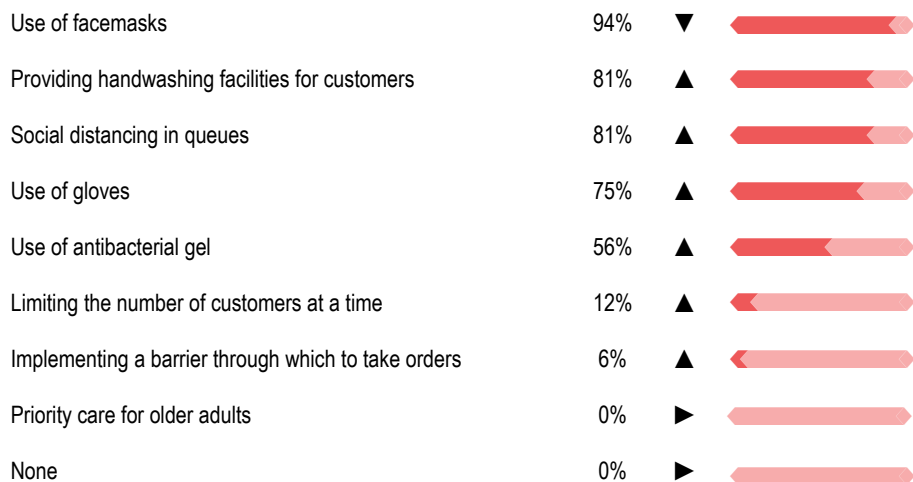 Use of facemasks 94% ▼
Providing handwashing facilities for customers 81% ▲
Social distancing in queues 81% ▲
Use of gloves 75% ▲
Use of antibacterial gel 56% ▲
Limiting the number of customers at a time 12% ▲
Implementing a barrier through which to take orders 6% ▲
Priority care for older adults 0% ►
None 0% ►